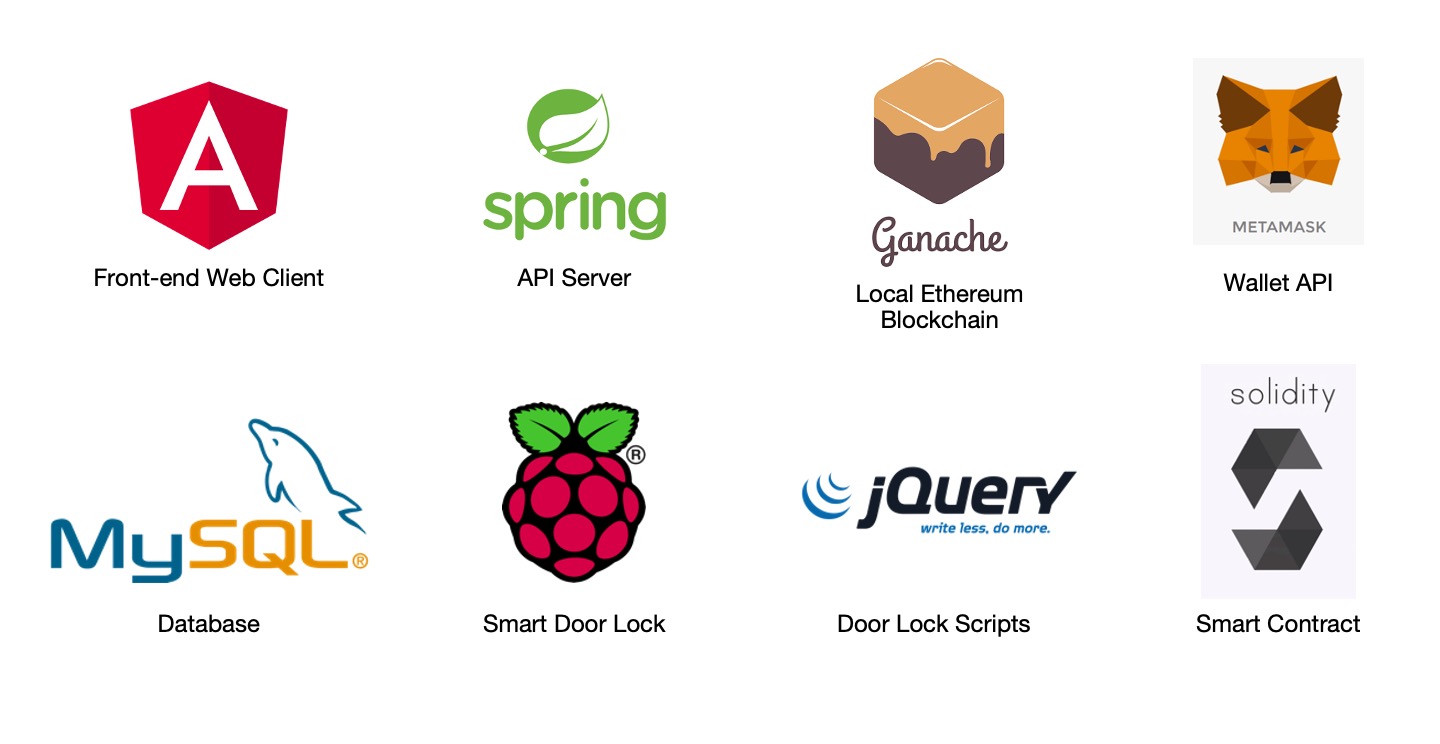 A
spring
Ganache
METAMASK
Front-end Web Client
API Server
Local Ethereum
Blockchain
Wallet API
MySQL®
®
jQuery
write less, do more.
solidity
Database
Smart Door Lock
Door Lock Scripts
Smart Contract